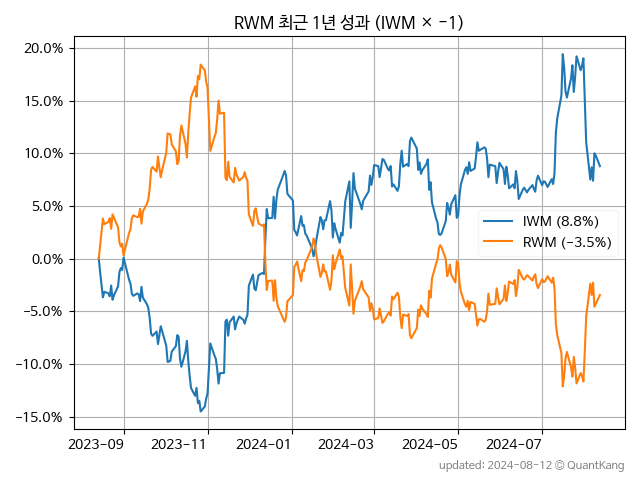 RWM 최근 1년 성과 (IWM × −1)
20.0%
15.0%
10.0%
5.0%
0.0%
−5.0%
−10.0%
−15.0%
IWM (8.8%)
RWM (−3.5%)
2023-09 2023-11 2024-01 2024-03 2024-05 2024-07
updated: 2024-08-12 © QuantKang